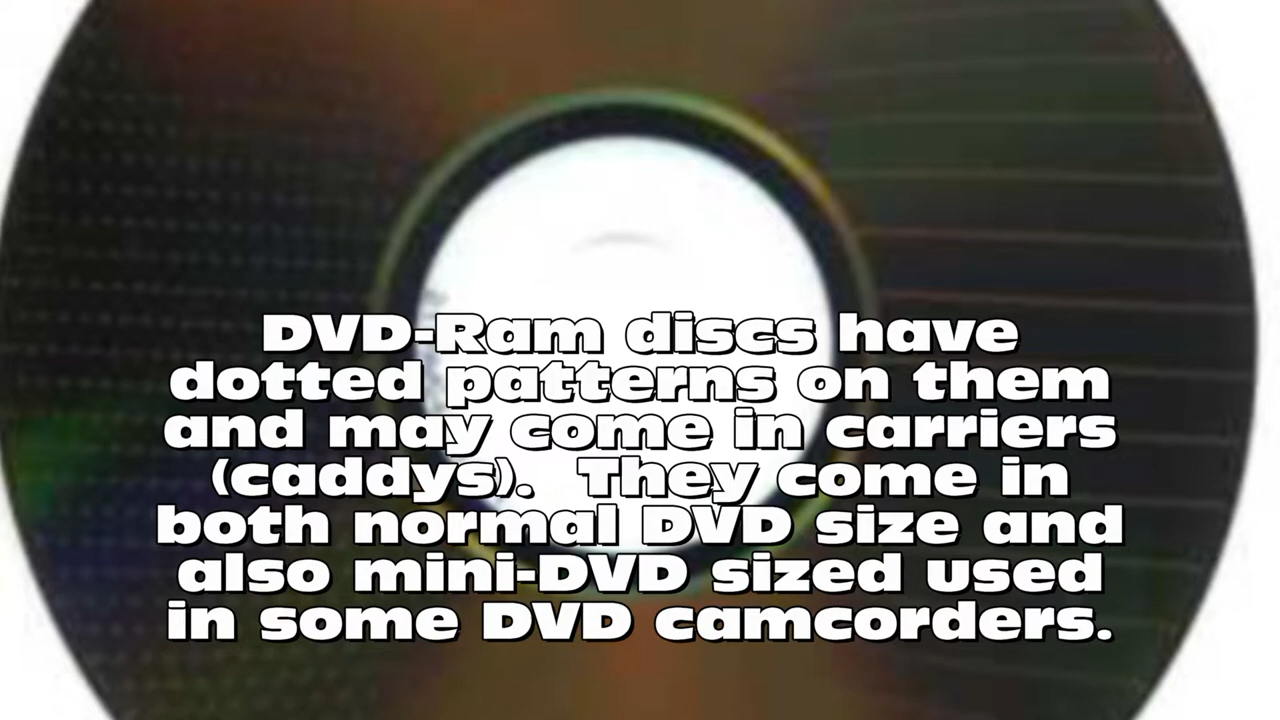 DVD-Ram discs have
dotted patterns on them
and may come in carriers
(caddys).  They come in
both normal DVD size and
also mini-DVD sized used
in some DVD camcorders.